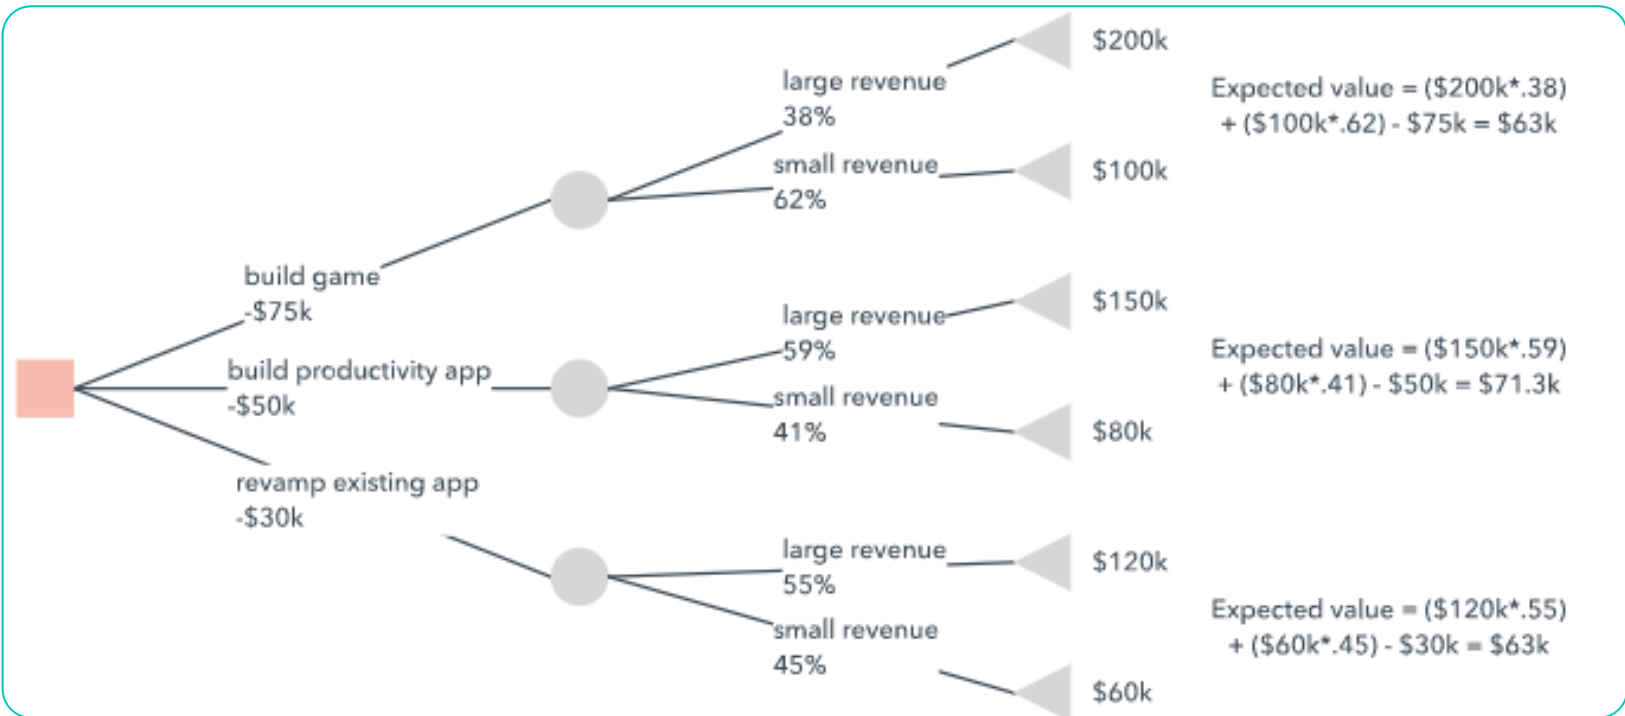 $200k
large revenue
38%
Expected value = ($200k*.38)
+ ($100k*.62) - $75k = $63k
small revenue
62%
$100k
build game
-$75k
large revenue
59%
$150k
build productivity app
-$50k
Expected value = ($150k*.59)
+ ($80k*.41) - $50k = $71.3k
small revenue
41%
$80k
revamp existing app
-$30k
large revenue
55%
$120k
Expected value = ($120k*.55)
+ ($60k*.45) - $30k = $63k
small revenue
45%
$60k